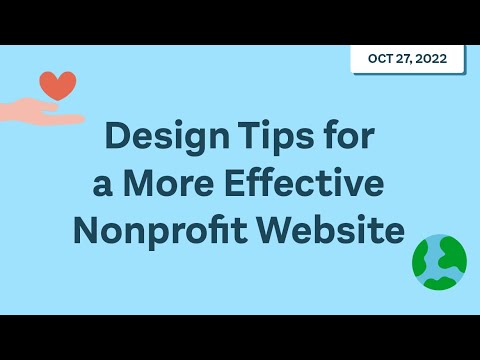 OCT 27, 2022
Design Tips for
a More Effective
Nonprofit Website